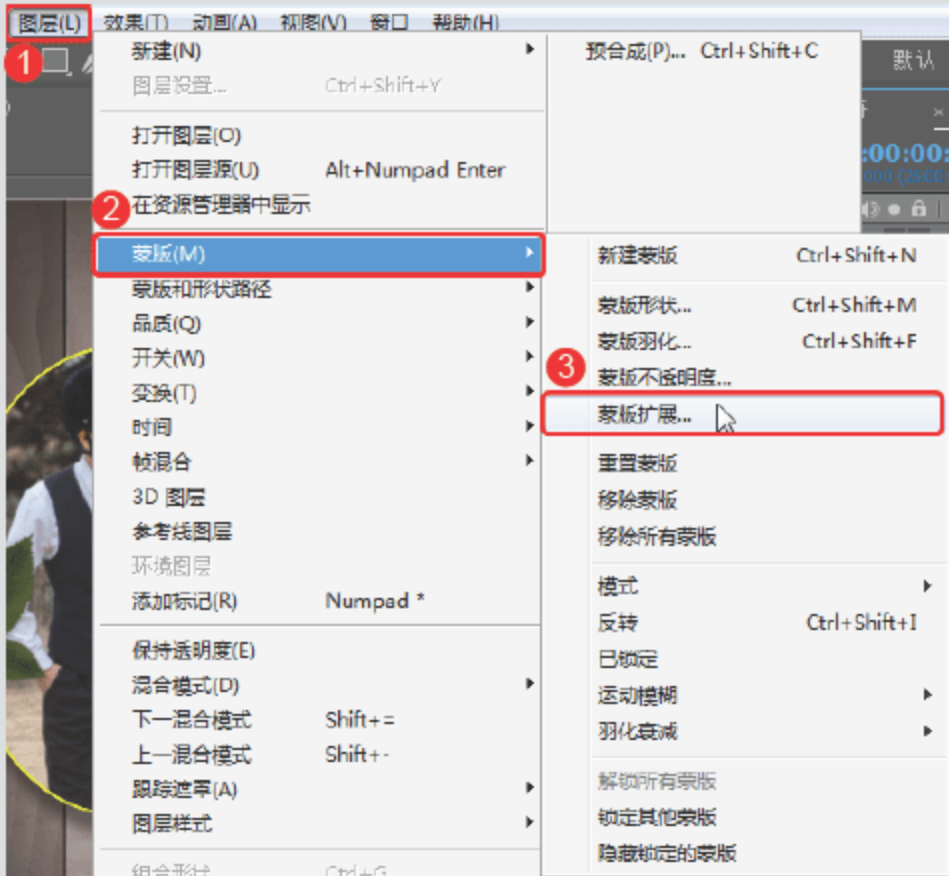 图层(L) 效果(T) 动画(A) 视图(V) 窗口 帮助(H)
1
新建(N)
预合成(P)... Ctrl+Shift+C
默认
图层设置... Ctrl+Shift+Y
打开图层(O)
打开图层源(U) Alt+Numpad Enter
:00:00:
2
在资源管理器中显示
蒙版(M)
蒙版和形状路径
品质(Q)
开关(W)
变换(T)
时间
帧混合
3D 图层
参考线图层
环境图层
添加标记(R) Numpad *
保持透明度(E)
混合模式(D)
下一混合模式 Shift+=
上一混合模式 Shift+-
跟踪遮罩(A)
图层样式
组合形状 Ctrl+G
新建蒙版 Ctrl+Shift+N
蒙版形状... Ctrl+Shift+M
蒙版羽化... Ctrl+Shift+F
3
蒙版不透明度...
蒙版扩展...
重置蒙版
移除蒙版
移除所有蒙版
模式
反转 Ctrl+Shift+I
已锁定
运动模糊
羽化衰减
解锁所有蒙版
锁定其他蒙版
隐藏锁定的蒙版